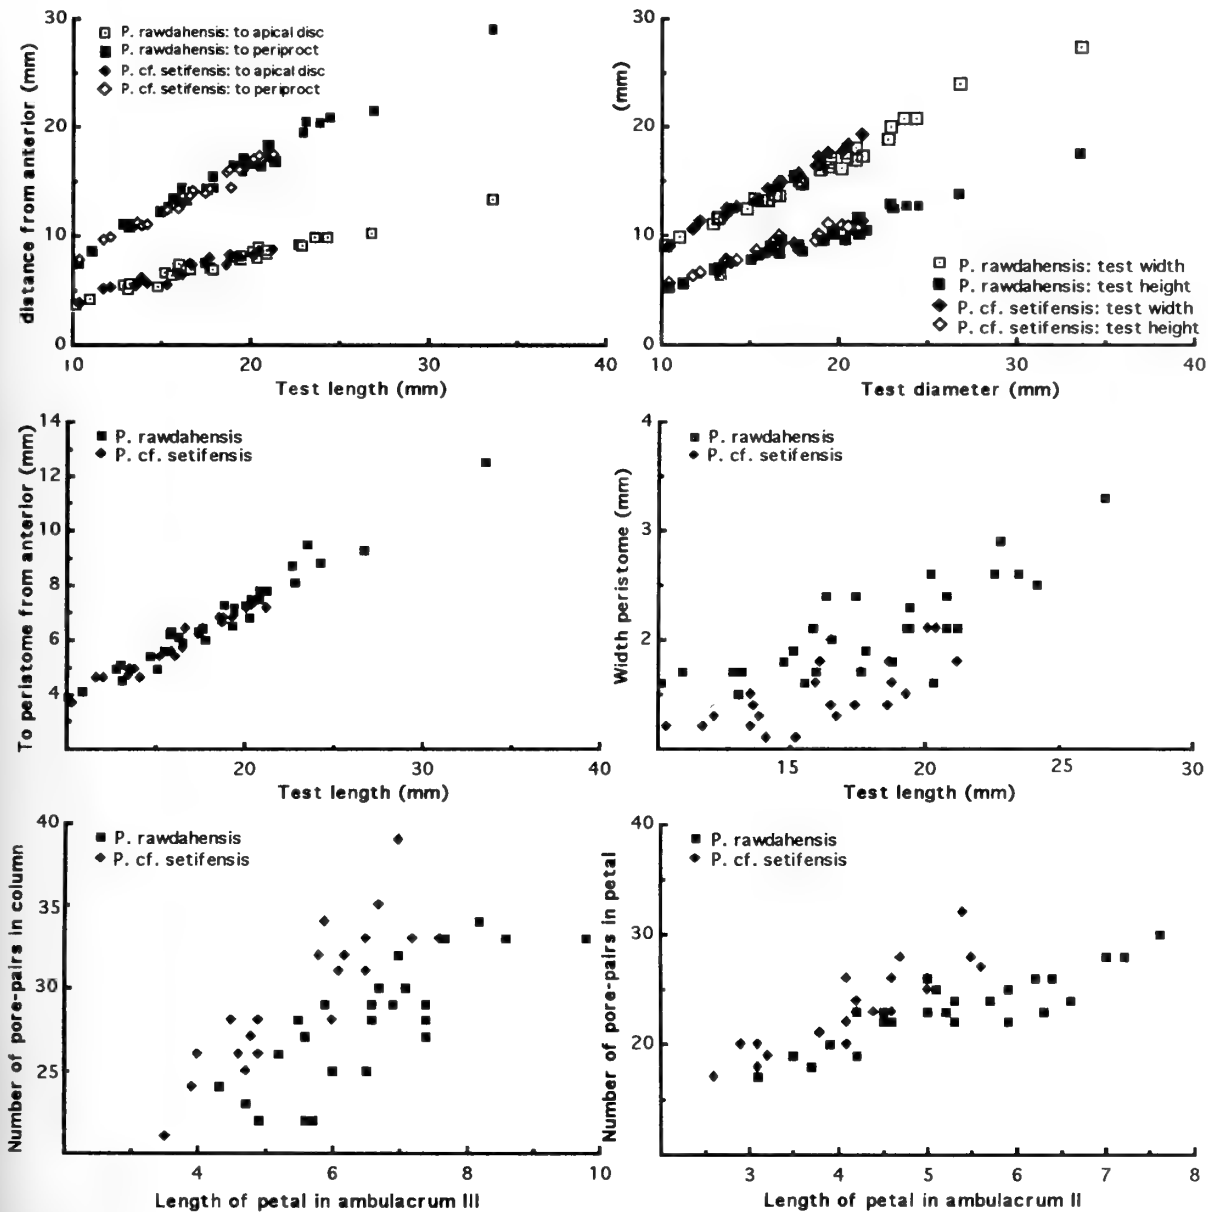 30
20
10
0
distance from anterior (mm)
P. rawdahensis: to apical disc
P. rawdahensis: to periproct
P. cf. setifensis: to apical disc
P. cf. setifensis: to periproct
10 20 30 40
Test length (mm)
30
20
10
0
(mm)
P. rawdahensis: test width
P. rawdahensis: test height
P. cf. setifensis: test width
P. cf. setifensis: test height
10 20 30 40
Test diameter (mm)
14
12
10
8
6
4
To peristome from anterior (mm)
P. rawdahensis
P. cf. setifensis
20 30 40
Test length (mm)
4
3
2
Width peristome (mm)
P. rawdahensis
P. cf. setifensis
15 20 25 30
Test length (mm)
40
35
30
25
Number of pore-pairs in column
P. rawdahensis
P. cf. setifensis
4 6 8 10
Length of petal in ambulacrum III
40
30
20
Number of pore-pairs in petal
P. rawdahensis
P. cf. setifensis
3 4 5 6 7 8
Length of petal in ambulacrum II